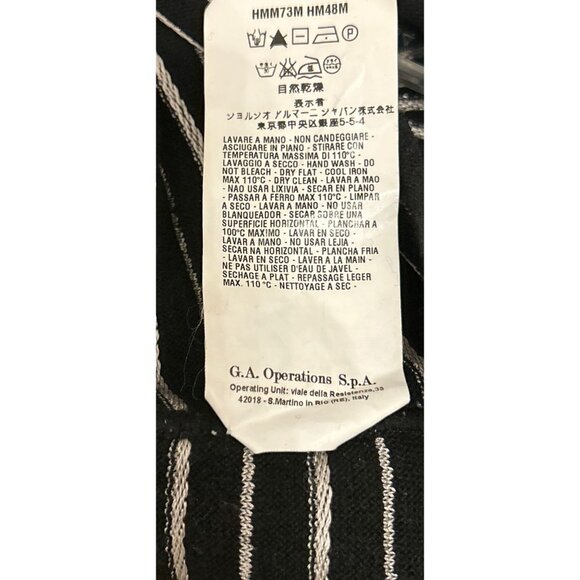 HMM73M HM48M
P
自然乾燥
表示者
ジョルジオ アルマーニ ジャパン株式会社
東京都中央区銀座5-5-4
LAVARE A MANO - NON CANDEGGIARE -
ASCIUGARE IN PIANO - STIRARE CON
TEMPERATURA MASSIMA DI 110°C -
LAVAGGIO A SECCO - HAND WASH - DO
NOT BLEACH - DRY FLAT - COOL IRON
MAX 110°C - DRY CLEAN - LAVAR A MAO
- NAO USAR LIXIVIA - SECAR EN PLANO
- PASSAR A FERRO MAX 110°C - LIMPAR
A SECO - LAVAR A MANO - NO USAR
BLANQUEADOR - SECAR SOBRE UNA
SUPERFICIE HORIZONTAL - PLANCHAR A
100°C MAXIMO - LAVAR EN SECO -
LAVAR A MANO - NO USAR LEJIA -
SECAR NA HORIZONTAL - PLANCHA FRIA
- LAVAR EN SECO - LAVER A LA MAIN -
NE PAS UTILISER D'EAU DE JAVEL -
SECHAGE A PLAT - REPASSAGE LEGER
MAX. 110°C - NETTOYAGE A SEC -
G.A. Operations S.p.A.
Operating Unit: viale della Resistenza,33
42018 - S.Martino in Rio (RE), Italy